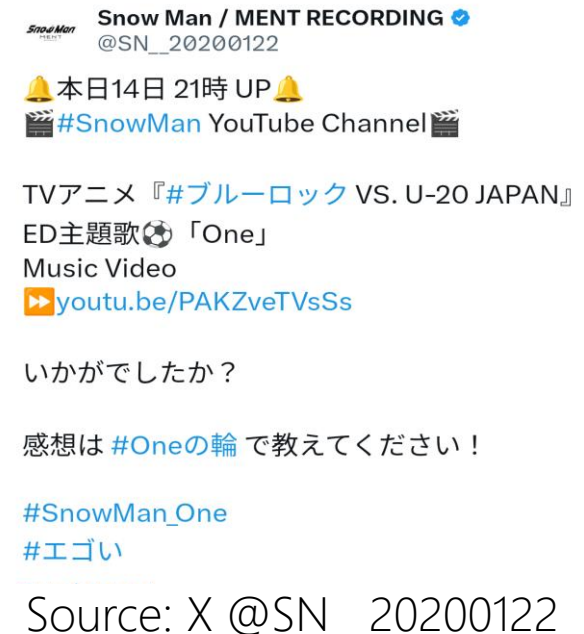 Snow Man
MENT
Snow Man / MENT RECORDING
@SN__20200122
🔔本日14日 21時 UP🔔
🎬#SnowMan YouTube Channel🎬
TVアニメ『#ブルーロック VS. U-20 JAPAN』
ED主題歌⚽「One」
Music Video
⏩youtu.be/PAKZveTVsSs
いかがでしたか？
感想は #Oneの輪 で教えてください！
#SnowMan_One
#エゴい
Source: X @SN__20200122